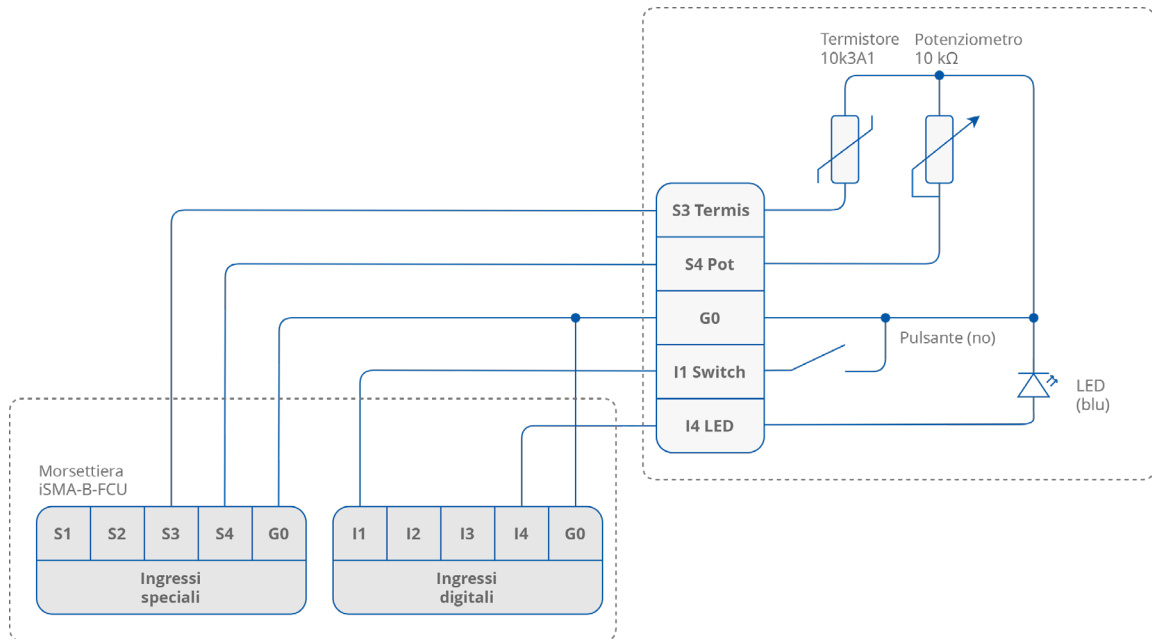 Termistore
10k3A1
Potenziometro
10 kΩ
S3 Termis
S4 Pot
G0
Pulsante (no)
I1 Switch
LED
(blu)
I4 LED
Morsettiera
iSMA-B-FCU
S1 S2 S3 S4 G0
I1 I2 I3 I4 G0
Ingressi
speciali
Ingressi
digitali